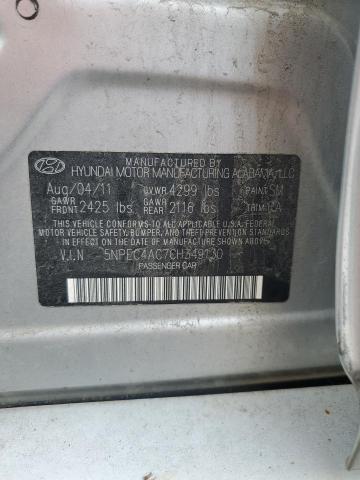 MANUFACTURED BY
HYUNDAI MOTOR MANUFACTURING ALABAMA, LLC
Aug/04/11 GVWR 4299 lbs PAINT:SM
GAWR FRONT 2425 lbs GAWR REAR 2116 lbs TRIM:
THIS VEHICLE CONFORMS TO ALL APPLICABLE U.S.A. FEDERAL
MOTOR VEHICLE SAFETY, BUMPER, AND THEFT PREVENTION
STANDARDS IN EFFECT ON THE DATE OF MANUFACTURE
SHOWN ABOVE.
V.I.N 5NPEC4AC7CH349130
PASSENGER CAR